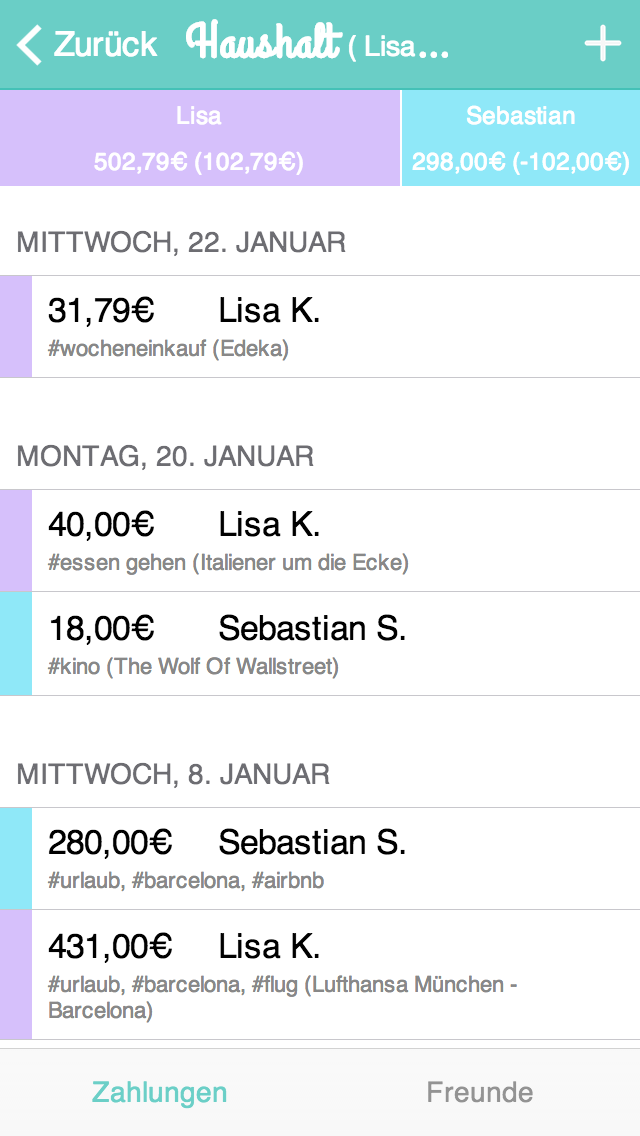 Zurück Haushalt ( Lisa... +
Lisa Sebastian
502,79€ (102,79€) 298,00€ (-102,00€)
MITTWOCH, 22. JANUAR
31,79€ Lisa K.
#wocheneinkauf (Edeka)
MONTAG, 20. JANUAR
40,00€ Lisa K.
#essen gehen (Italiener um die Ecke)
18,00€ Sebastian S.
#kino (The Wolf Of Wallstreet)
MITTWOCH, 8. JANUAR
280,00€ Sebastian S.
#urlaub, #barcelona, #airbnb
431,00€ Lisa K.
#urlaub, #barcelona, #flug (Lufthansa München -
Barcelona)
Zahlungen Freunde